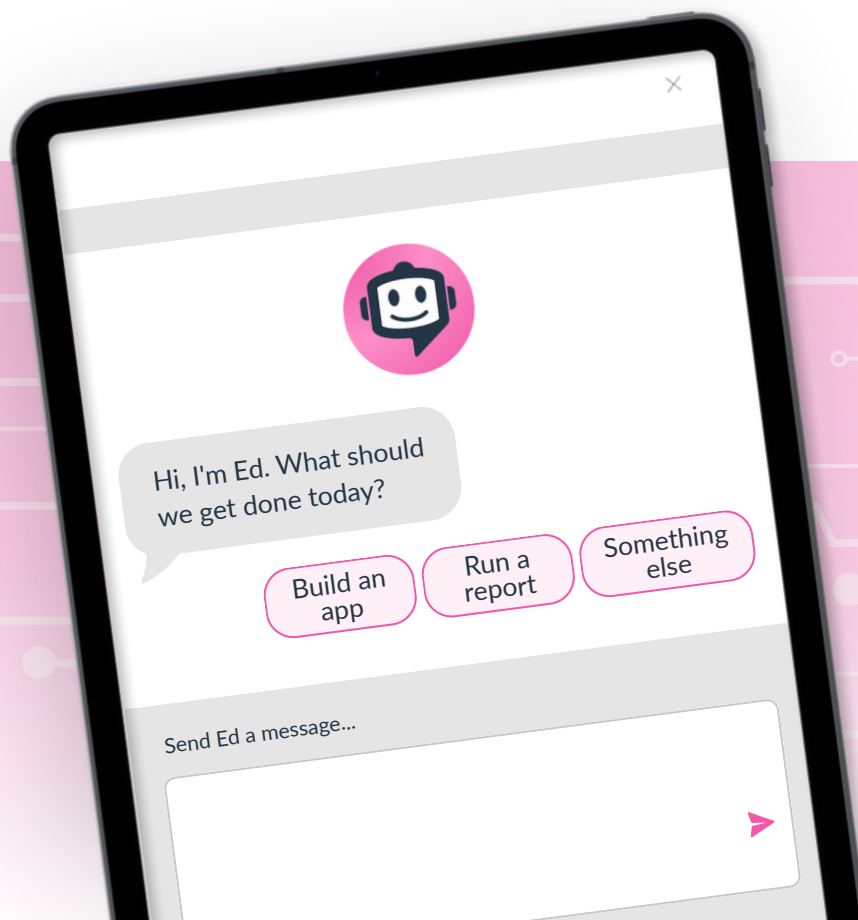 Hi, I'm Ed. What should
we get done today?
Build an
app
Run a
report
Something
else
Send Ed a message...